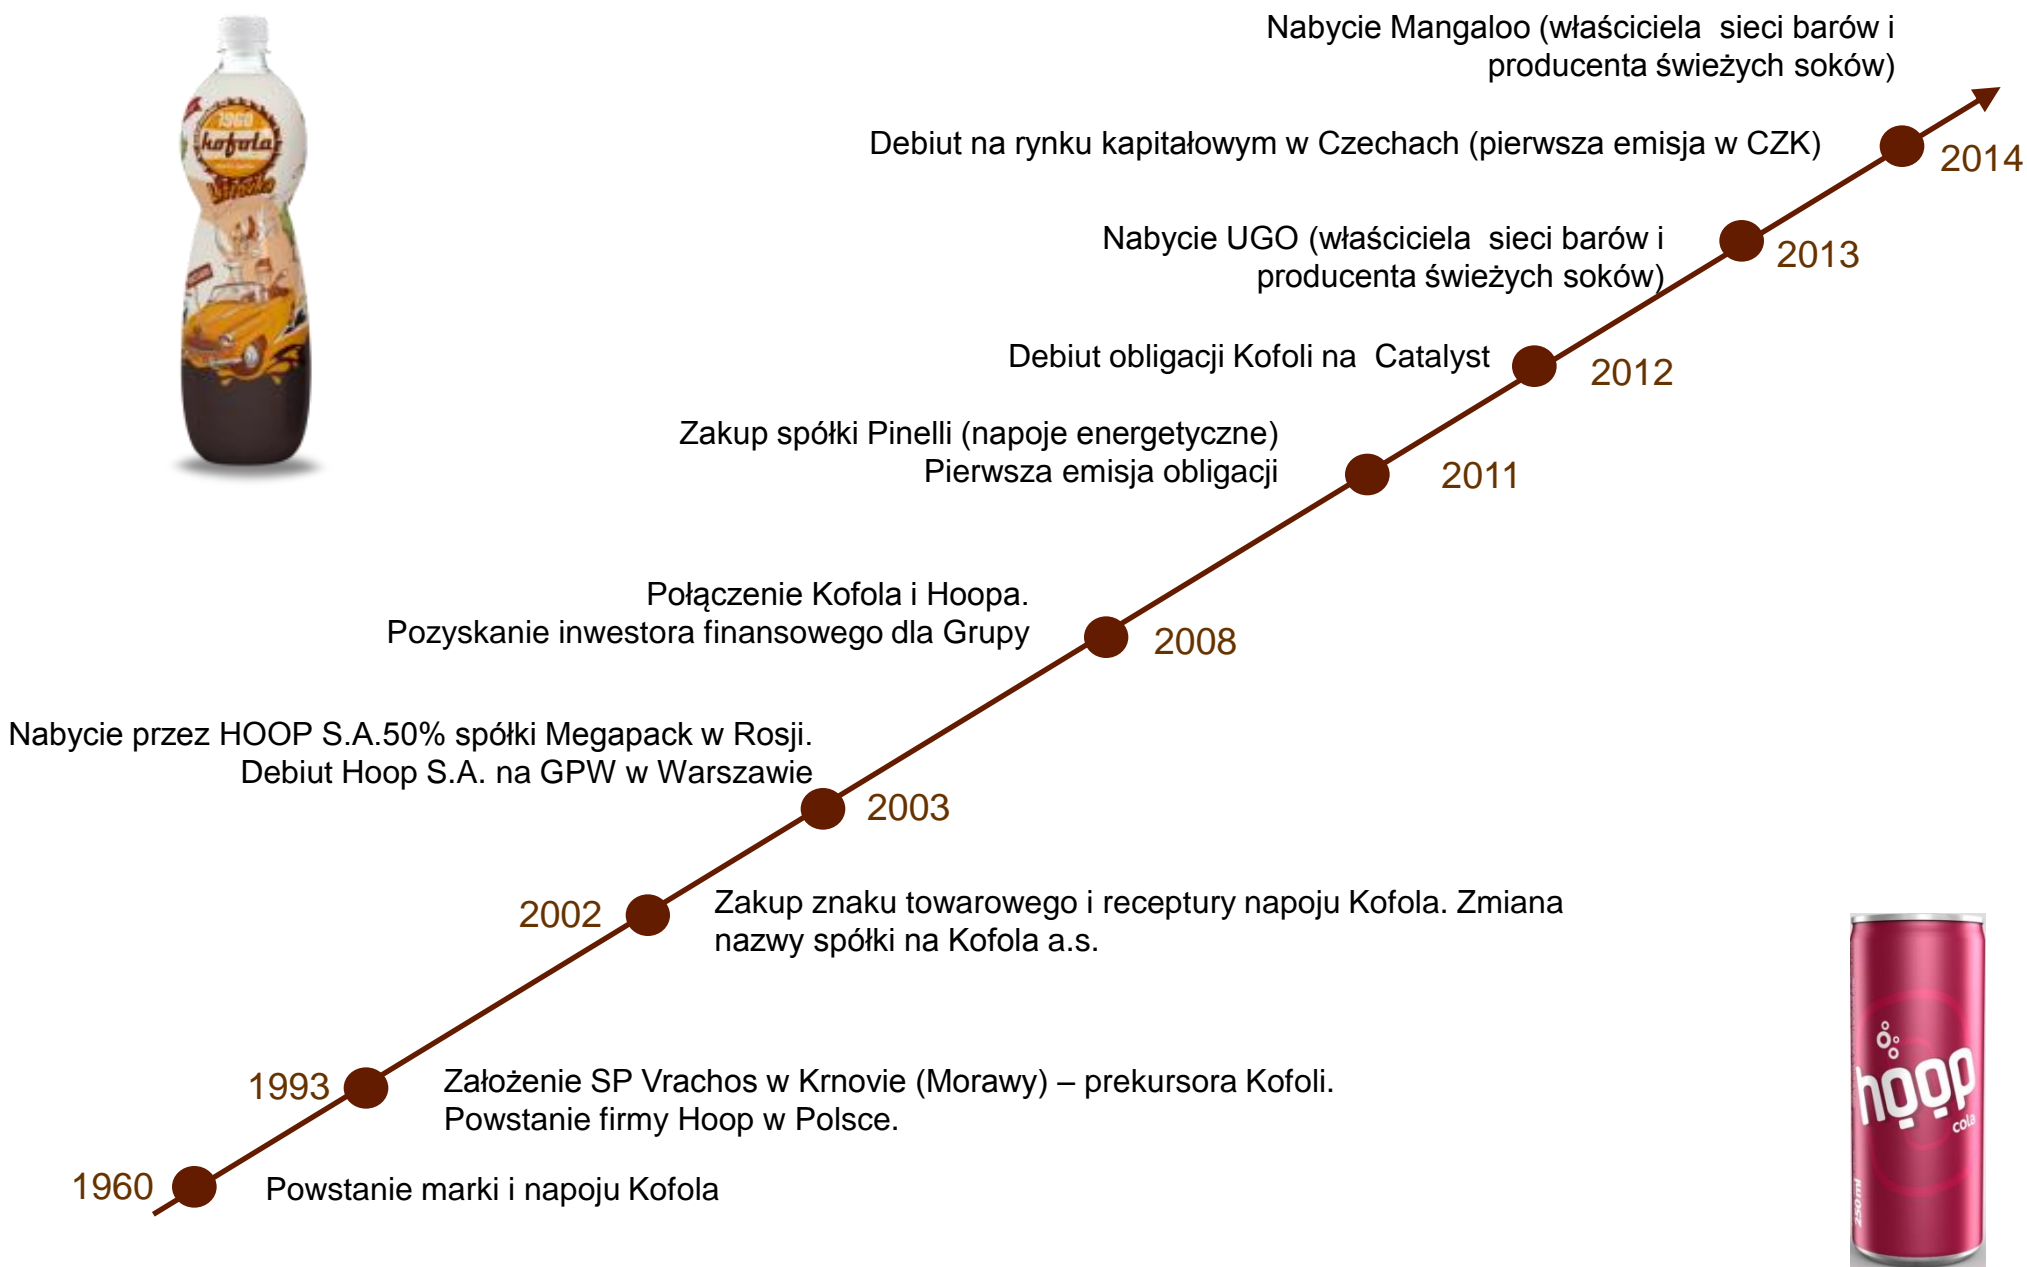 Nabycie Mangaloo (właściciela sieci barów i
producenta świeżych soków)
Debiut na rynku kapitałowym w Czechach (pierwsza emisja w CZK)
2014
Nabycie UGO (właściciela sieci barów i
producenta świeżych soków)
2013
Debiut obligacji Kofoli na Catalyst
2012
Zakup spółki Pinelli (napoje energetyczne)
Pierwsza emisja obligacji
2011
Połączenie Kofola i Hoopa.
Pozyskanie inwestora finansowego dla Grupy
2008
Nabycie przez HOOP S.A.50% spółki Megapack w Rosji.
Debiut Hoop S.A. na GPW w Warszawie
2003
2002
Zakup znaku towarowego i receptury napoju Kofola. Zmiana
nazwy spółki na Kofola a.s.
1993
Założenie SP Vrachos w Krnovie (Morawy) – prekursora Kofoli.
Powstanie firmy Hoop w Polsce.
1960
Powstanie marki i napoju Kofola
1960
kofola
hoop
cola
250 ml